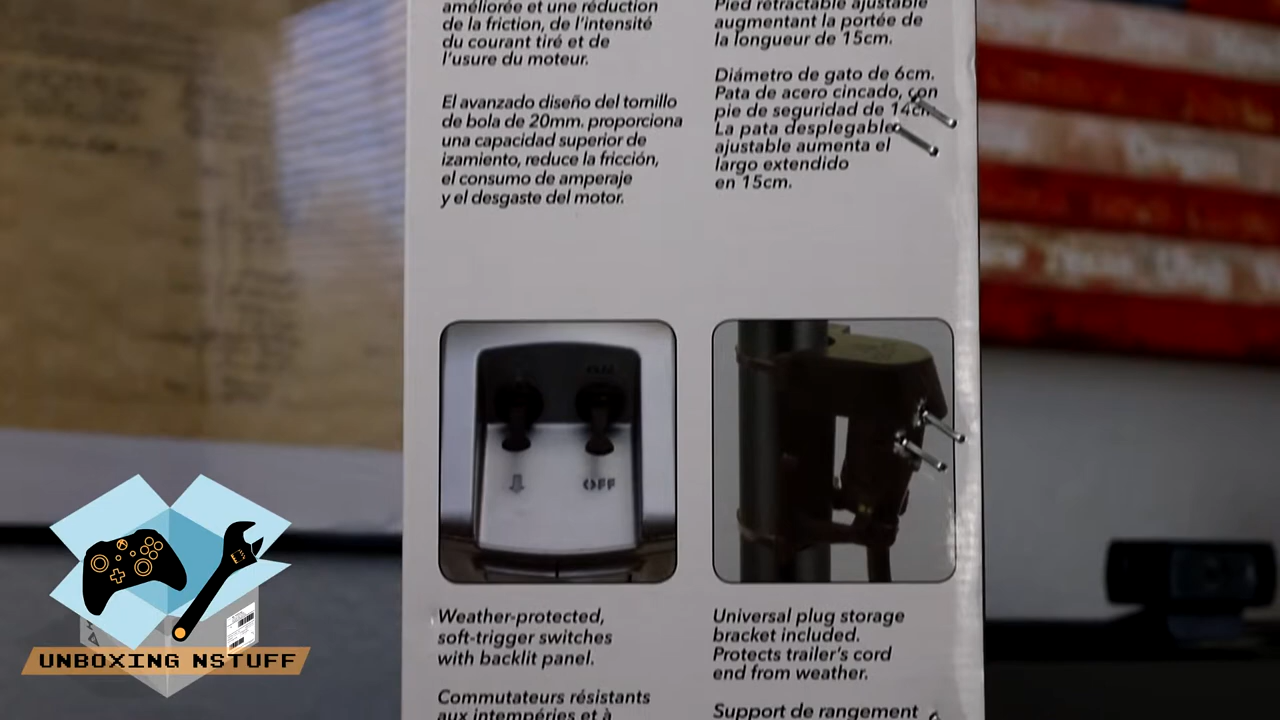 améliorée et une réduction
de la friction, de l'intensité
du courant tiré et de
l'usure du moteur.
El avanzado diseño del tornillo
de bola de 20mm. proporciona
una capacidad superior de
izamiento, reduce la fricción,
el consumo de amperaje
y el desgaste del motor.
Pied rétractable ajustable
augmentant la portée de
la longueur de 15cm.
Diámetro de gato de 6cm.
Pata de acero cincado, con
pie de seguridad de 14cm
La pata desplegable
ajustable aumenta el
largo extendido
en 15cm.
OFF
Weather-protected,
soft-trigger switches
with backlit panel.
Commutateurs résistants
aux intempéries et à
Universal plug storage
bracket included.
Protects trailer's cord
end from weather.
Support de rangement
UNBOXING NSTUFF